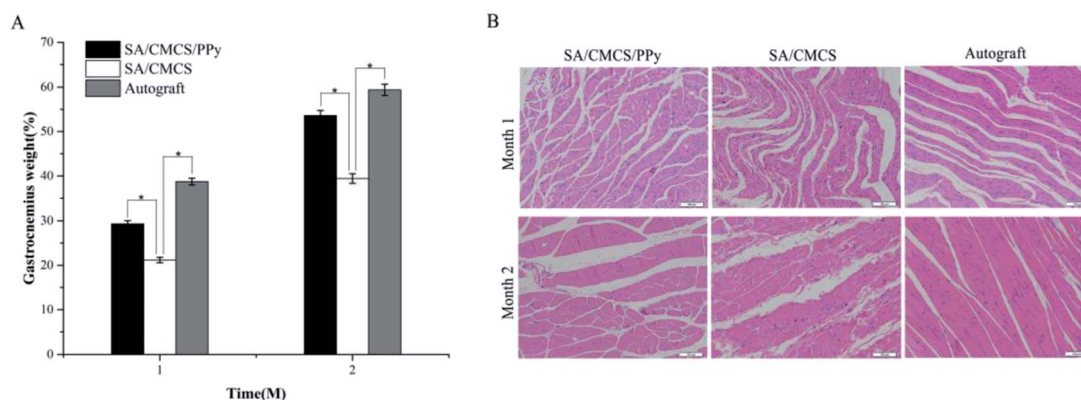 A
B
70
60
50
40
30
20
10
0
Gastrocnemius weight(%)
SA/CMCS/PPy
SA/CMCS
Autograft
*
*
*
*
1
2
Time(M)
SA/CMCS/PPy
SA/CMCS
Autograft
Month 1
Month 2